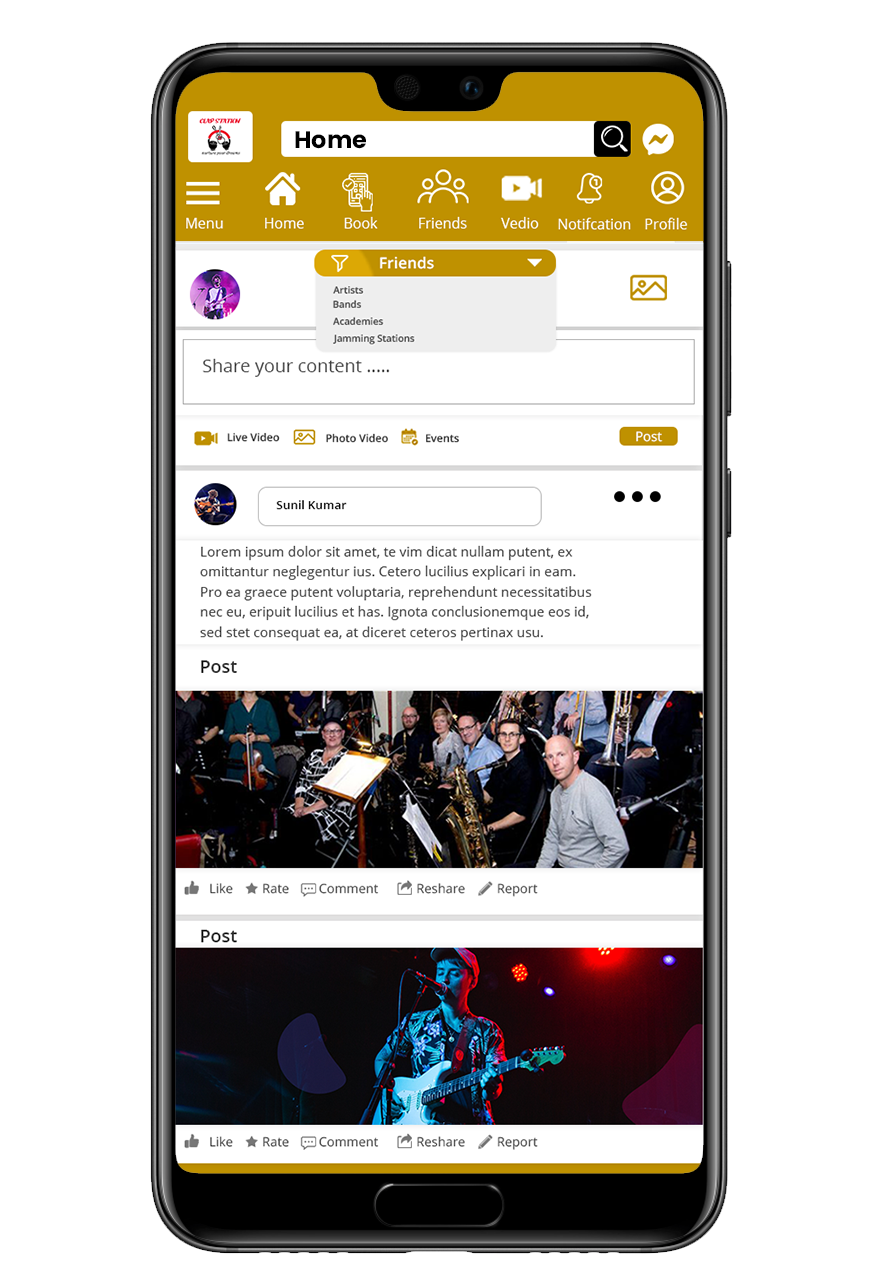 CLAP STATION
nurture your dreams
Home
Menu
Home
Book
Friends
Vedio
Notifcation
Profile
Friends
Artists
Bands
Academies
Jamming Stations
Share your content .....
Live Video
Photo Video
Events
Post
Sunil Kumar
Lorem ipsum dolor sit amet, te vim dicat nullam putent, ex
omittantur neglegentur ius. Cetero lucilius explicari in eam.
Pro ea graece putent voluptaria, reprehendunt necessitatibus
nec eu, eripuit lucilius et has. Ignota conclusionemque eos id,
sed stet consequat ea, at diceret ceteros pertinax usu.
Post
Like
Rate
Comment
Reshare
Report
Post
Like
Rate
Comment
Reshare
Report